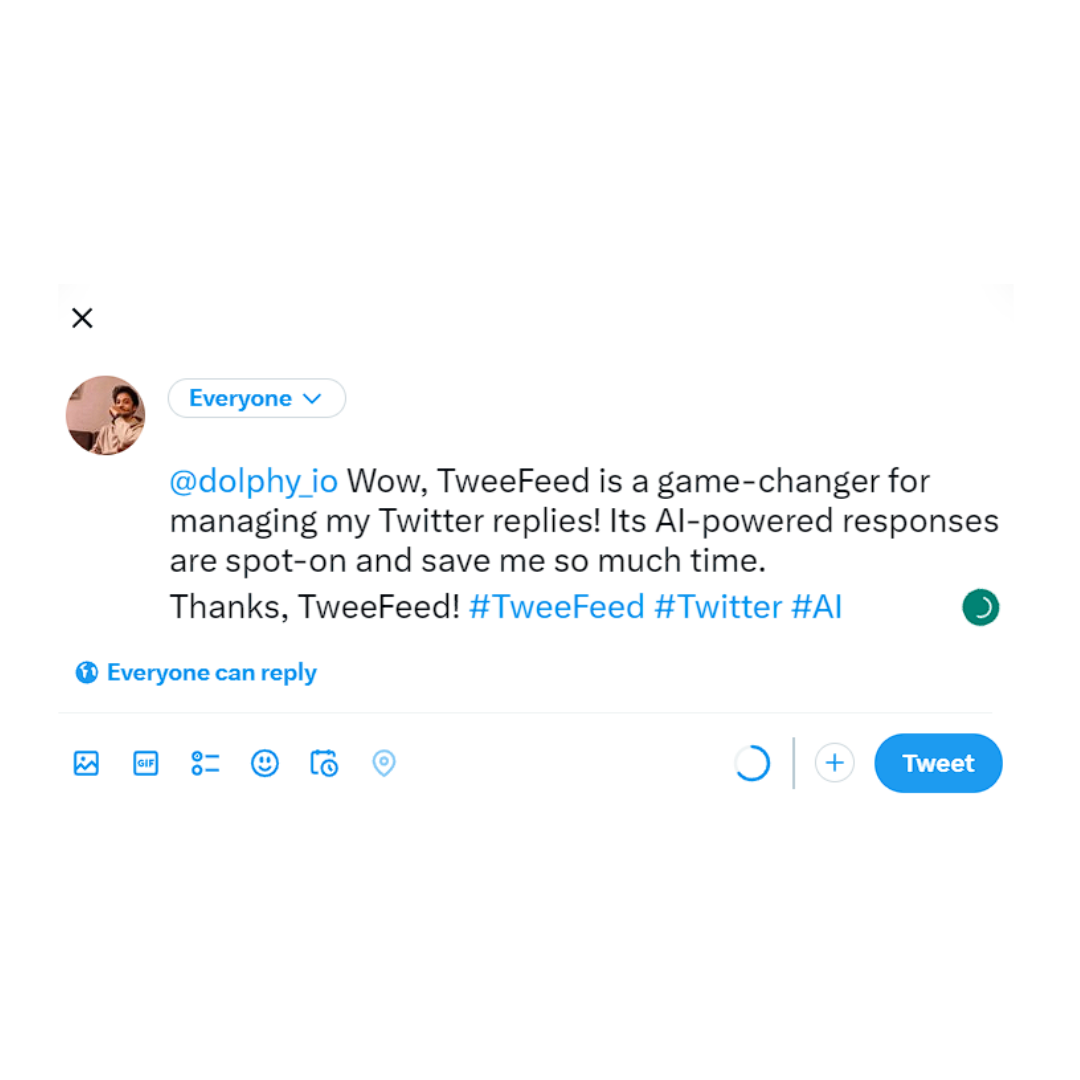 Everyone
@dolphy_io Wow, TweeFeed is a game-changer for
managing my Twitter replies! Its AI-powered responses
are spot-on and save me so much time.
Thanks, TweeFeed! #TweeFeed #Twitter #AI
Everyone can reply
GIF
Tweet